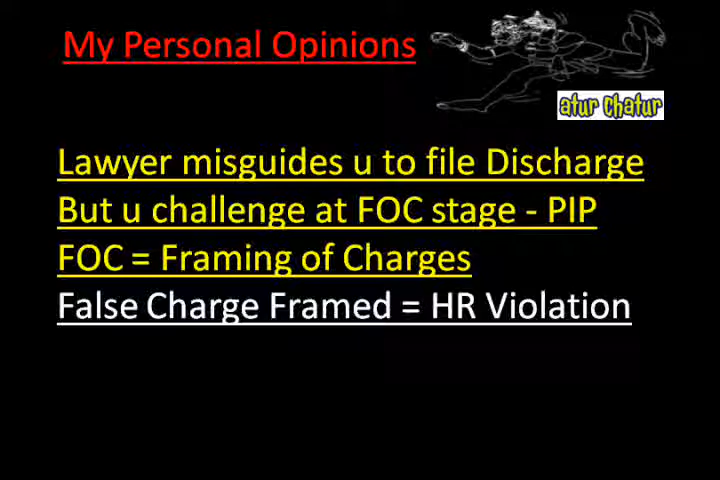 My Personal Opinions
atur chatur
Lawyer misguides u to file Discharge
But u challenge at FOC stage - PIP
FOC = Framing of Charges
False Charge Framed = HR Violation